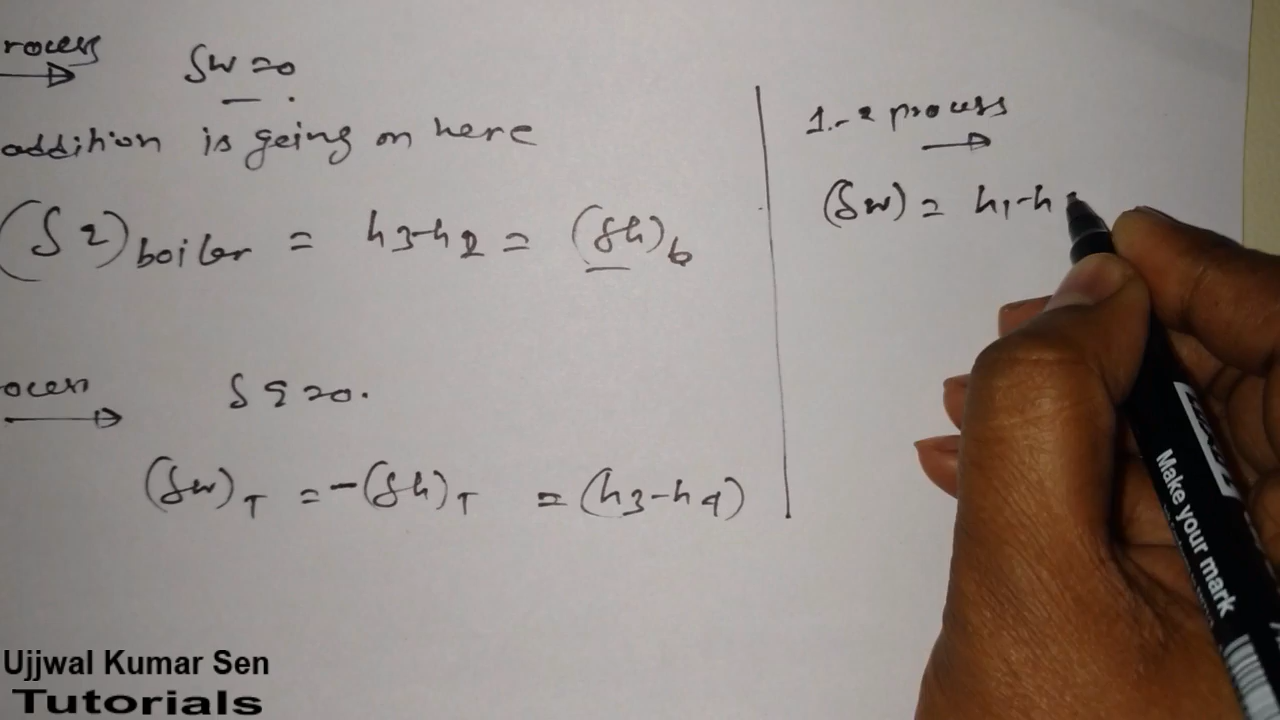 rocess δw=0
addition is going on here
(δq)boiler = h3-h2 = (δh)b
ocess δq=0.
(δw)T =-(δh)T = (h3-h4)
1.-2 process
(δw) = h1-h
Make your mark
Ujjwal Kumar Sen
Tutorials